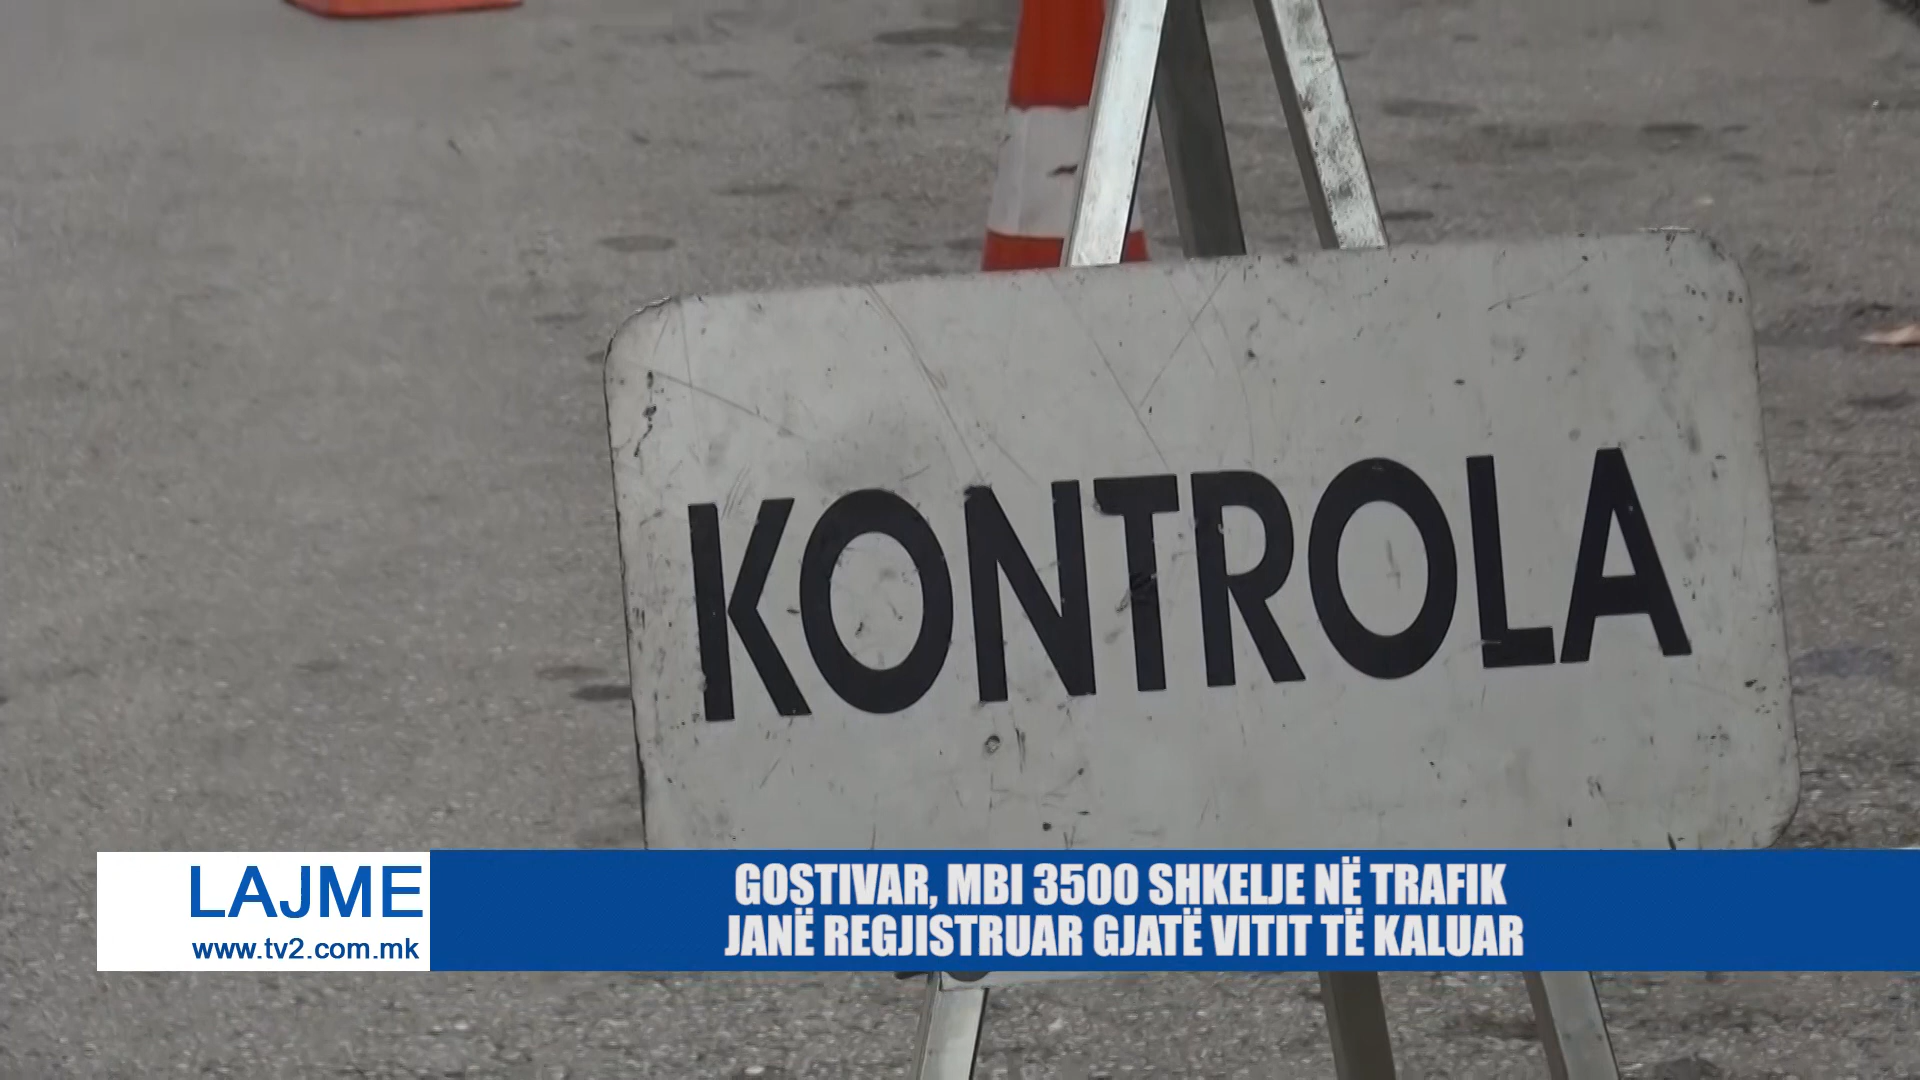 KONTROLA
LAJME
www.tv2.com.mk
GOSTIVAR, MBI 3500 SHKELJE NË TRAFIK
JANË REGJISTRUAR GJATË VITIT TË KALUAR